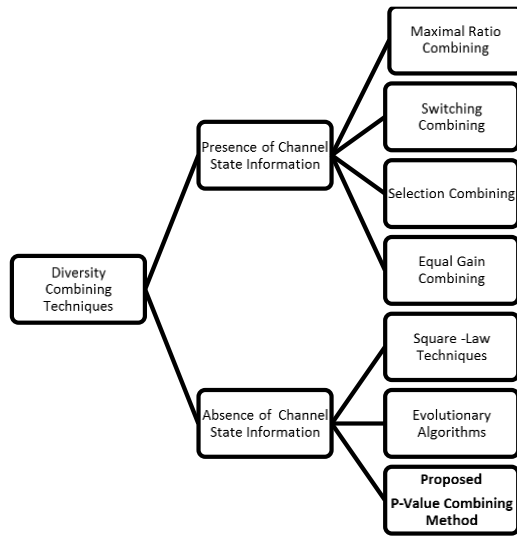 Diversity
Combining
Techniques
Presence of Channel
State Information
Absence of Channel
State Information
Maximal Ratio
Combining
Switching
Combining
Selection Combining
Equal Gain
Combining
Square -Law
Techniques
Evolutionary
Algorithms
Proposed
P-Value Combining
Method